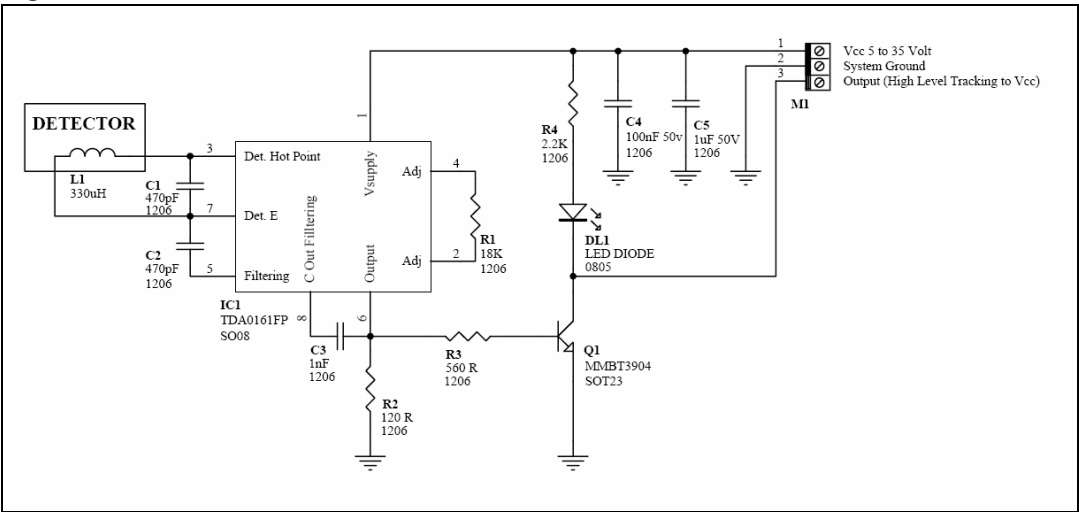 1
2
3
Vcc 5 to 35 Volt
System Ground
Output (High Level Tracking to Vcc)
M1
DETECTOR
L1
330uH
C1
470pF
1206
C2
470pF
1206
3
7
5
Det. Hot Point
Det. E
Filtering
C Out Filltering
Vsupply
Output
Adj
Adj
1
4
2
8
6
IC1
TDA0161FP
SO08
R1
18K
1206
R4
2.2K
1206
C4
100nF 50v
1206
C5
1uF 50V
1206
DL1
LED DIODE
0805
C3
1nF
1206
R2
120 R
1206
R3
560 R
1206
Q1
MMBT3904
SOT23